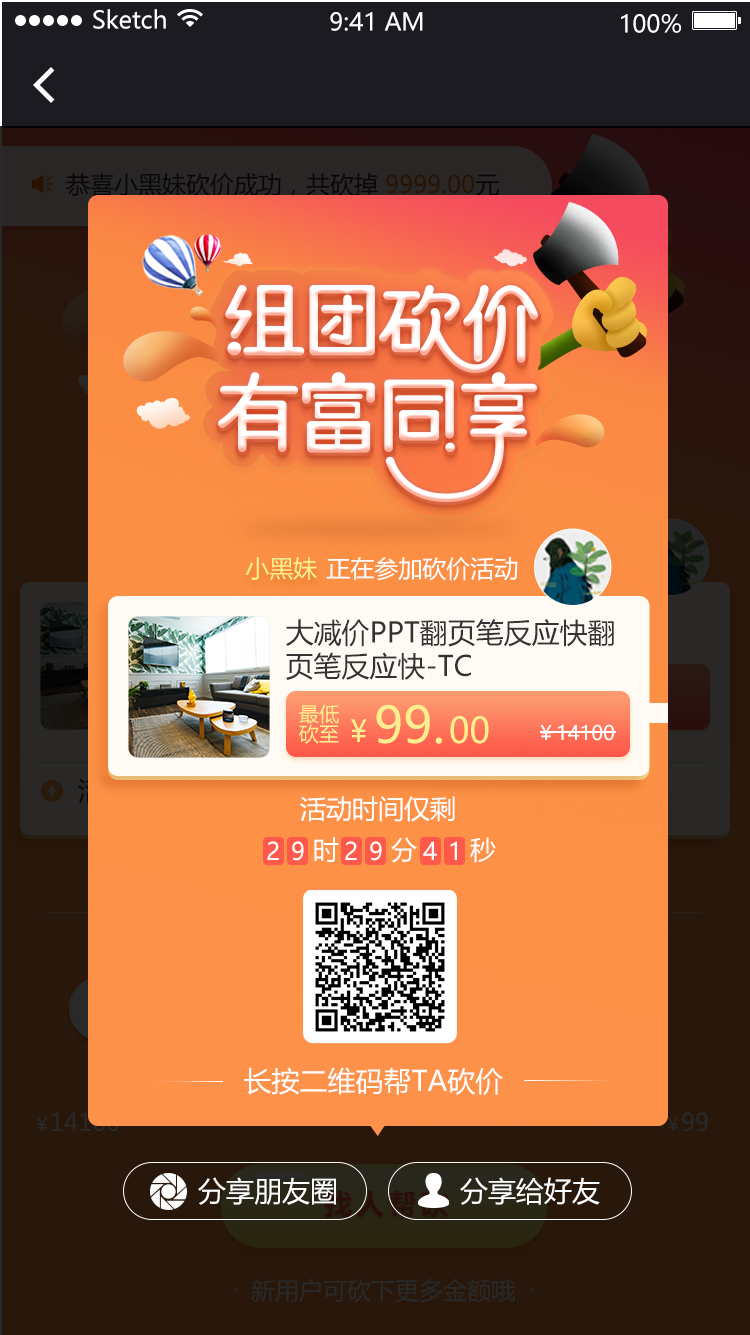 Sketch 9:41 AM 100%
恭喜小黑妹砍价成功，共砍掉 9999.00元
组团砍价
有富同享
小黑妹 正在参加砍价活动
大减价PPT翻页笔反应快翻
页笔反应快-TC
最低
砍至 ¥ 99.00 ¥14100
活动时间仅剩
29时29分41秒
长按二维码帮TA砍价
¥14100 ¥99
分享朋友圈 分享给好友
找人帮砍
· 新用户可砍下更多金额哦 ·